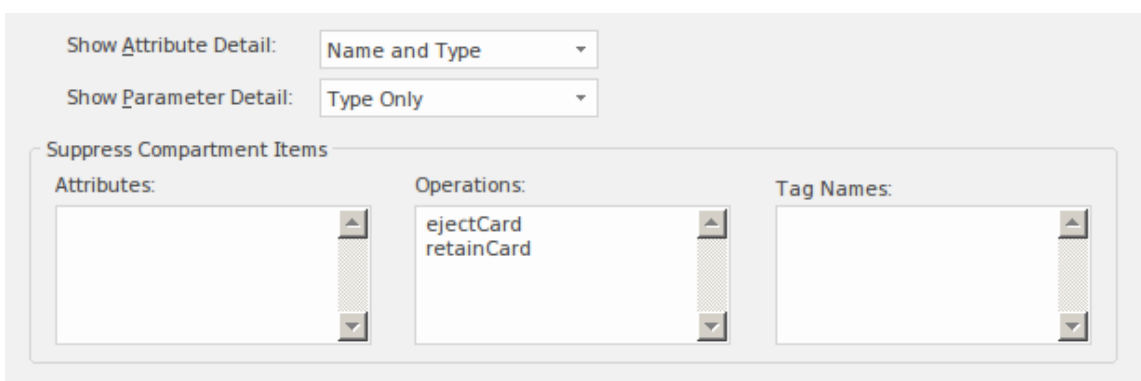 Show Attribute Detail: Name and Type
Show Parameter Detail: Type Only
Suppress Compartment Items
Attributes: Operations: Tag Names:
ejectCard
retainCard